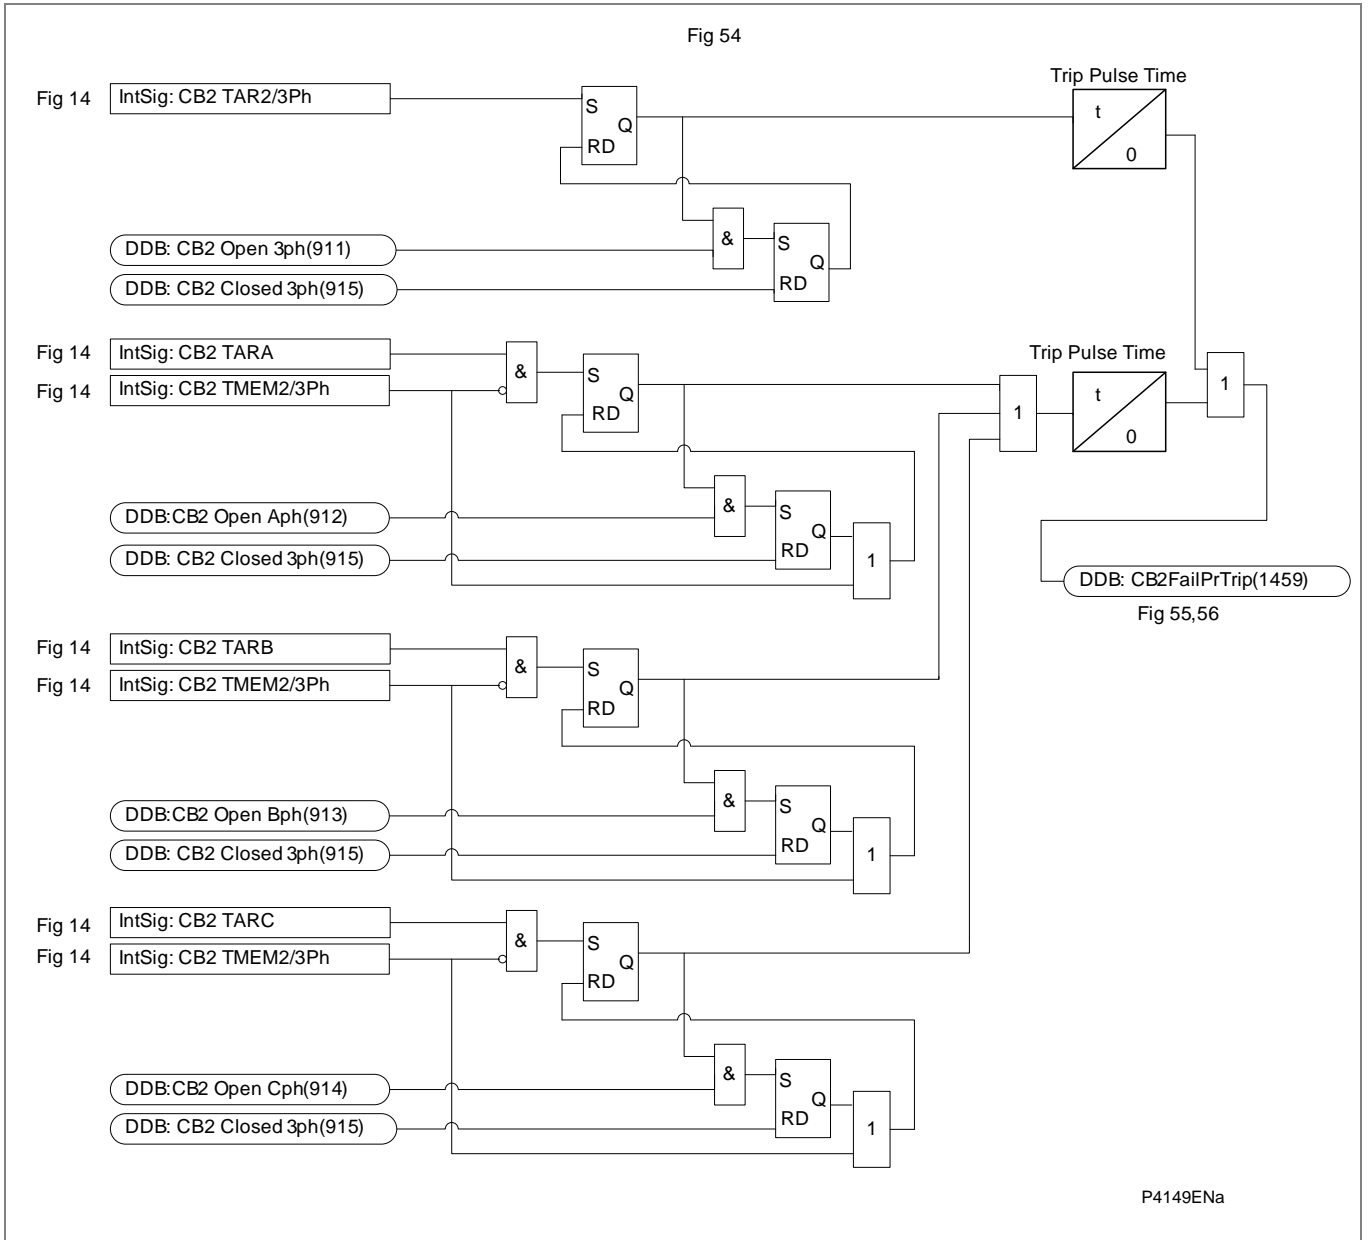 Fig 54
Trip Pulse Time
Fig 14 IntSig: CB2 TAR2/3Ph
S
Q
RD
t
0
DDB: CB2 Open 3ph(911)
&
S
Q
RD
DDB: CB2 Closed 3ph(915)
Fig 14 IntSig: CB2 TARA
Fig 14 IntSig: CB2 TMEM2/3Ph
&
S
Q
RD
Trip Pulse Time
1
t
0
1
DDB:CB2 Open Aph(912)
&
S
Q
RD
1
DDB: CB2 Closed 3ph(915)
DDB: CB2FailPrTrip(1459)
Fig 55,56
Fig 14 IntSig: CB2 TARB
Fig 14 IntSig: CB2 TMEM2/3Ph
&
S
Q
RD
DDB:CB2 Open Bph(913)
&
S
Q
RD
1
DDB: CB2 Closed 3ph(915)
Fig 14 IntSig: CB2 TARC
Fig 14 IntSig: CB2 TMEM2/3Ph
&
S
Q
RD
DDB:CB2 Open Cph(914)
&
S
Q
RD
1
DDB: CB2 Closed 3ph(915)
P4149ENa